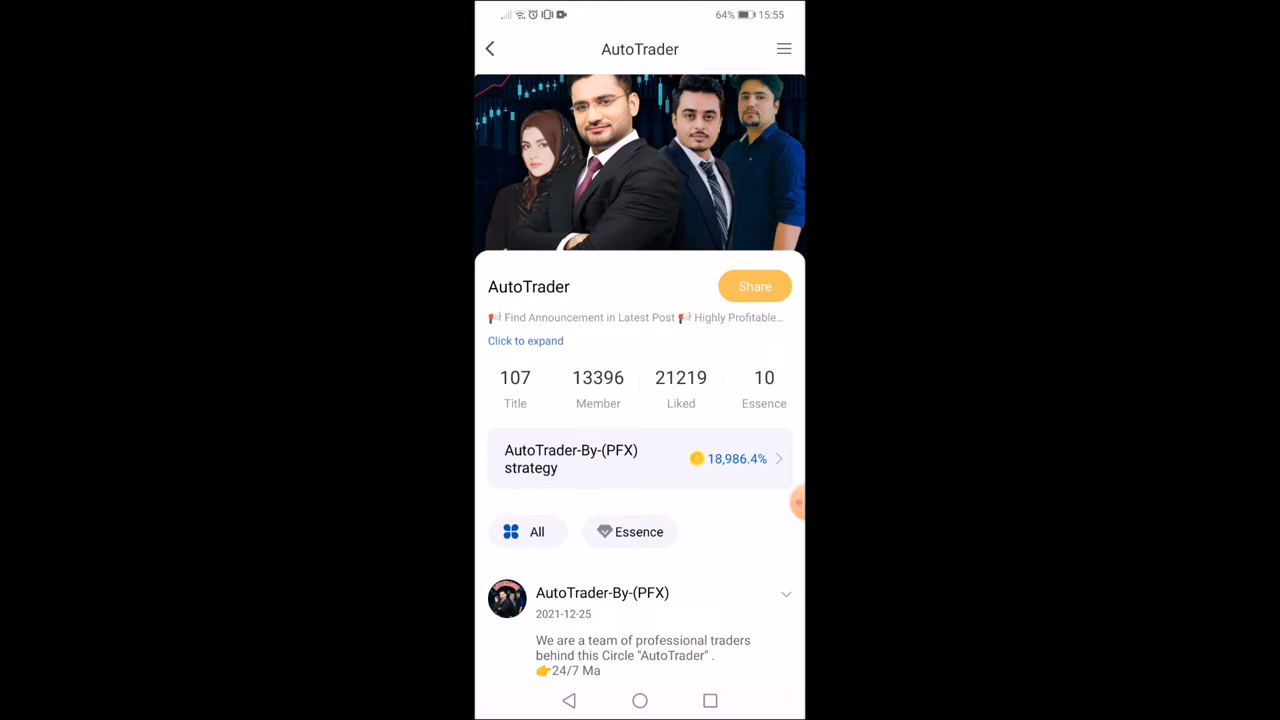 64% 15:55
AutoTrader
AutoTrader
Share
Find Announcement in Latest Post 📢 Highly Profitable...
Click to expand
107 13396 21219 10
Title Member Liked Essence
AutoTrader-By-(PFX)
strategy
18,986.4%
All Essence
AutoTrader-By-(PFX)
2021-12-25
We are a team of professional traders
behind this Circle "AutoTrader" .
👉24/7 Ma